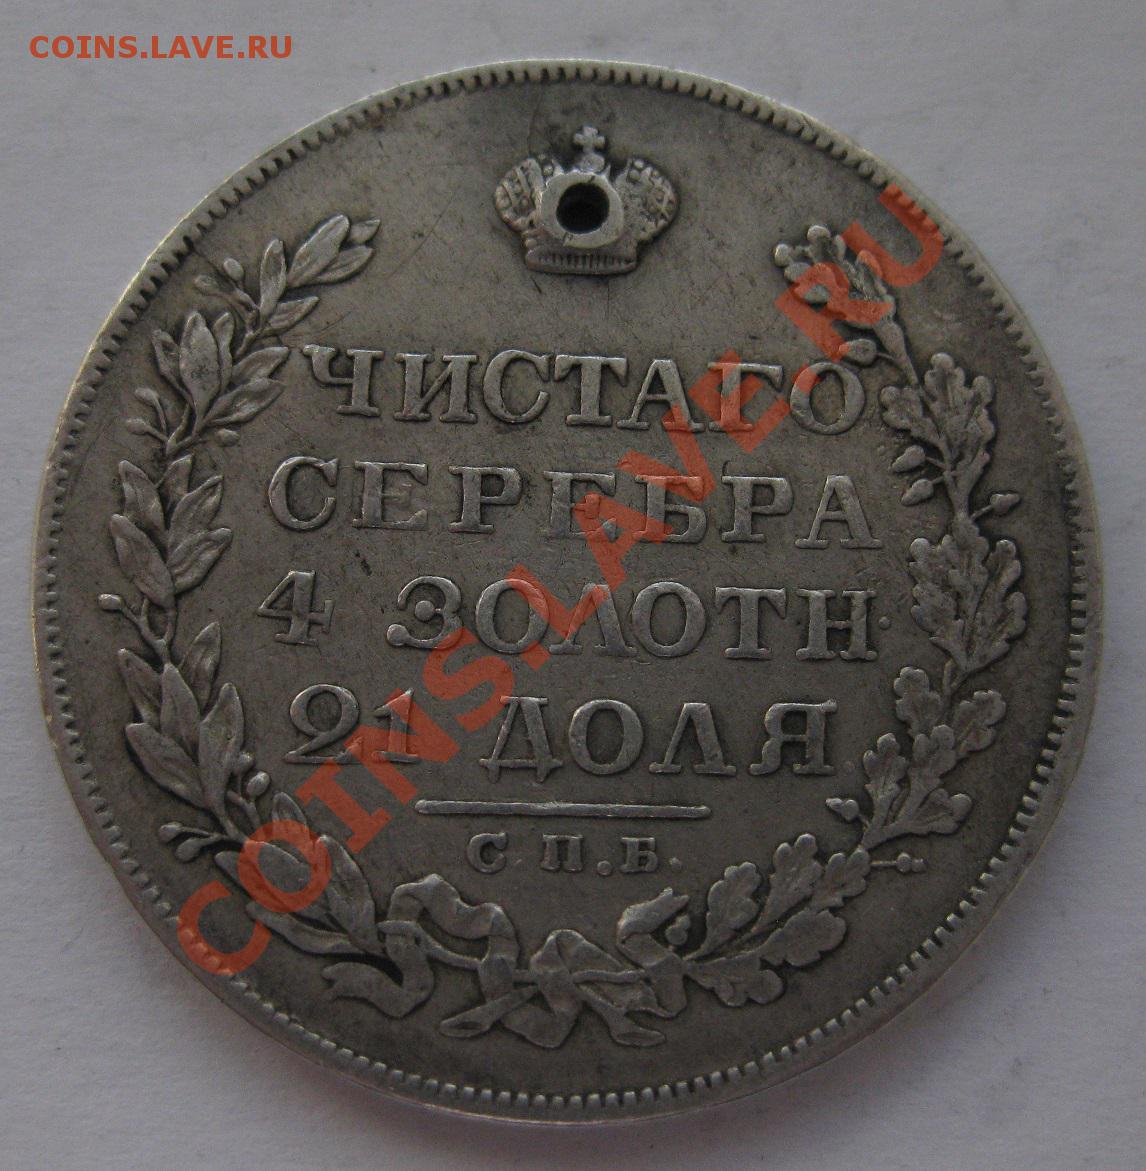 COINS.LAVE.RU
ЧИСТАГО
СЕРЕБРА
4 ЗОЛОТН.
21 ДОЛЯ
С.П.Б.
COINS.LAVE.RU